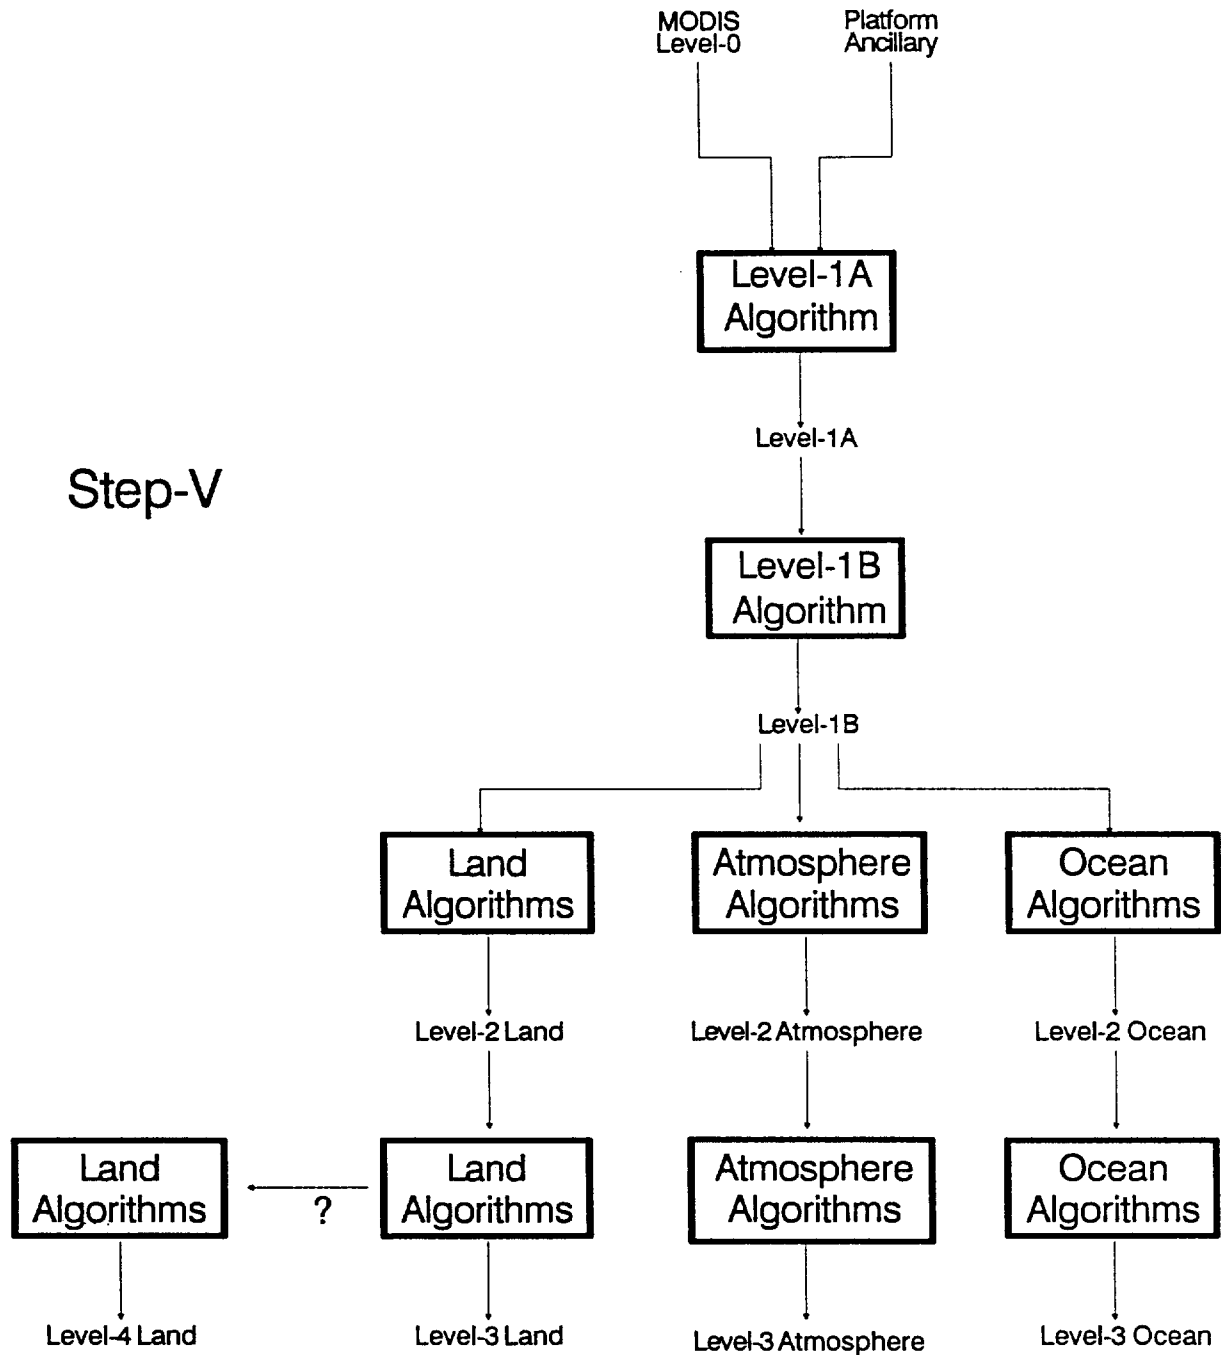 MODIS
Level-0
Platform
Ancillary
Level-1A
Algorithm
Level-1A
Step-V
Level-1B
Algorithm
Level-1B
Land
Algorithms
Atmosphere
Algorithms
Ocean
Algorithms
Level-2 Land
Level-2 Atmosphere
Level-2 Ocean
Land
Algorithms
?
Land
Algorithms
Atmosphere
Algorithms
Ocean
Algorithms
Level-4 Land
Level-3 Land
Level-3 Atmosphere
Level-3 Ocean